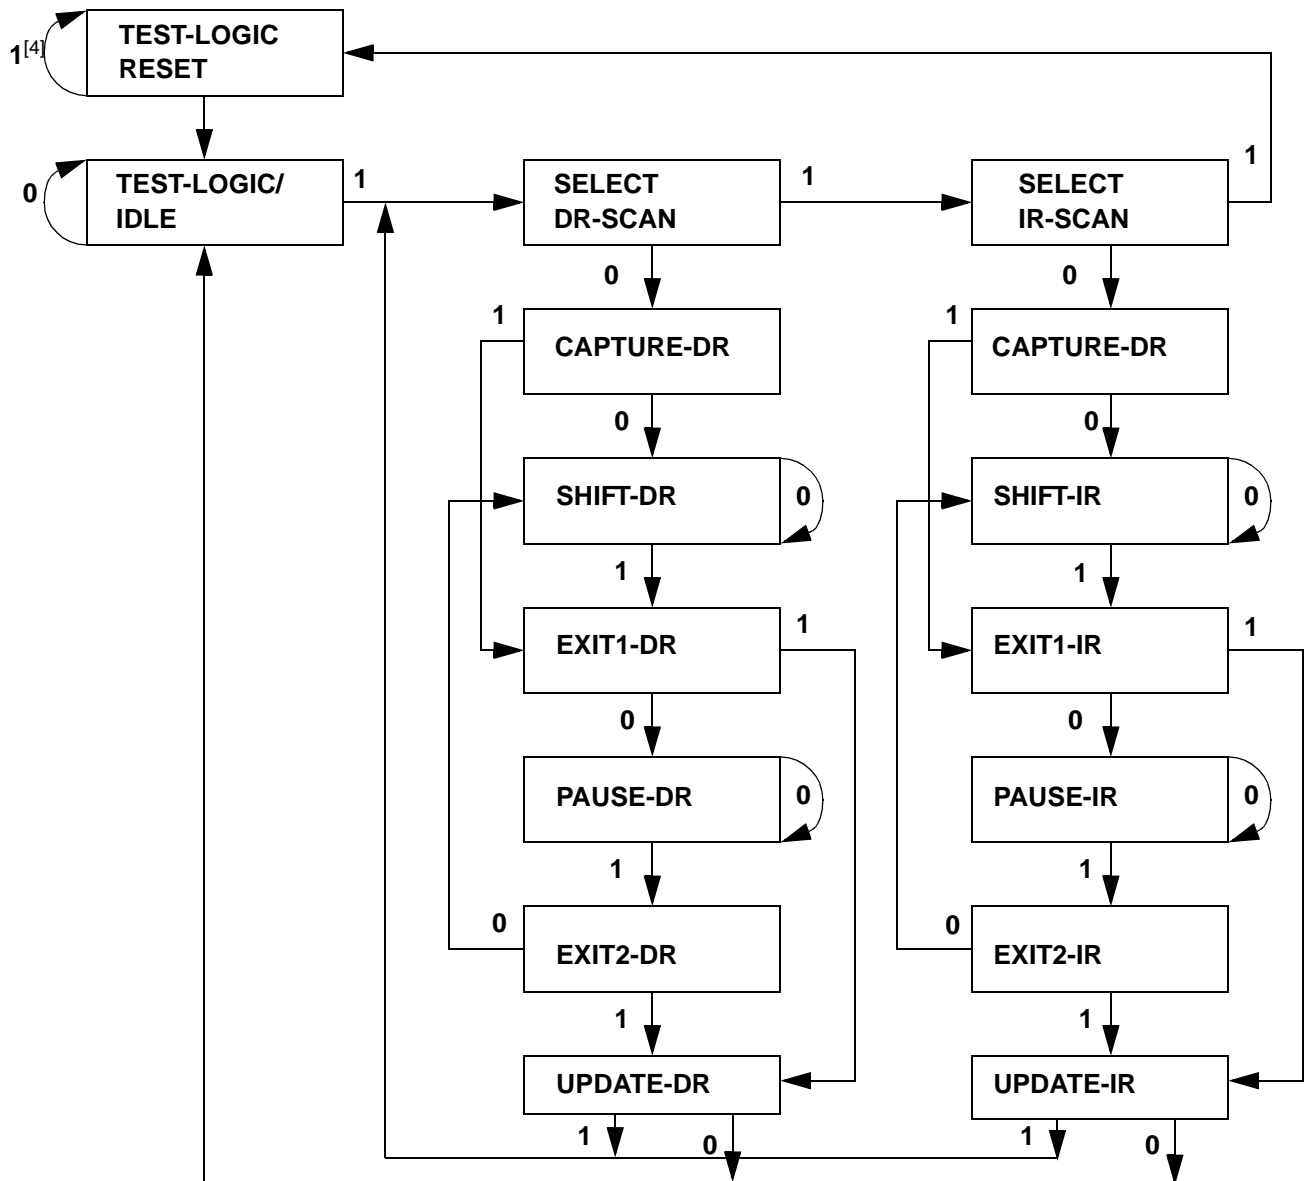 TEST-LOGIC
RESET
1[4]
TEST-LOGIC/
IDLE
0
1
SELECT
DR-SCAN
1
SELECT
IR-SCAN
1
0
0
1
CAPTURE-DR
1
CAPTURE-DR
0
0
SHIFT-DR
0
SHIFT-IR
0
1
1
EXIT1-DR
1
EXIT1-IR
1
0
0
PAUSE-DR
0
PAUSE-IR
0
1
1
0
EXIT2-DR
0
EXIT2-IR
1
1
UPDATE-DR
UPDATE-IR
1
0
1
0